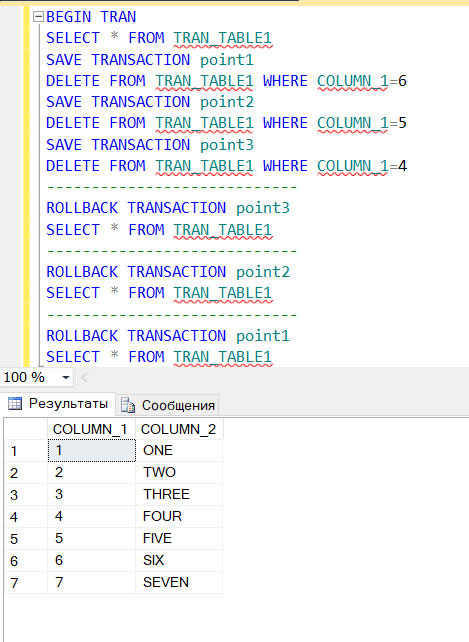 BEGIN TRAN
SELECT * FROM TRAN_TABLE1
SAVE TRANSACTION point1
DELETE FROM TRAN_TABLE1 WHERE COLUMN_1=6
SAVE TRANSACTION point2
DELETE FROM TRAN_TABLE1 WHERE COLUMN_1=5
SAVE TRANSACTION point3
DELETE FROM TRAN_TABLE1 WHERE COLUMN_1=4
----------------------------
ROLLBACK TRANSACTION point3
SELECT * FROM TRAN_TABLE1
----------------------------
ROLLBACK TRANSACTION point2
SELECT * FROM TRAN_TABLE1
----------------------------
ROLLBACK TRANSACTION point1
SELECT * FROM TRAN_TABLE1
100 %
Результаты Сообщения
COLUMN_1 COLUMN_2
1 1 ONE
2 2 TWO
3 3 THREE
4 4 FOUR
5 5 FIVE
6 6 SIX
7 7 SEVEN